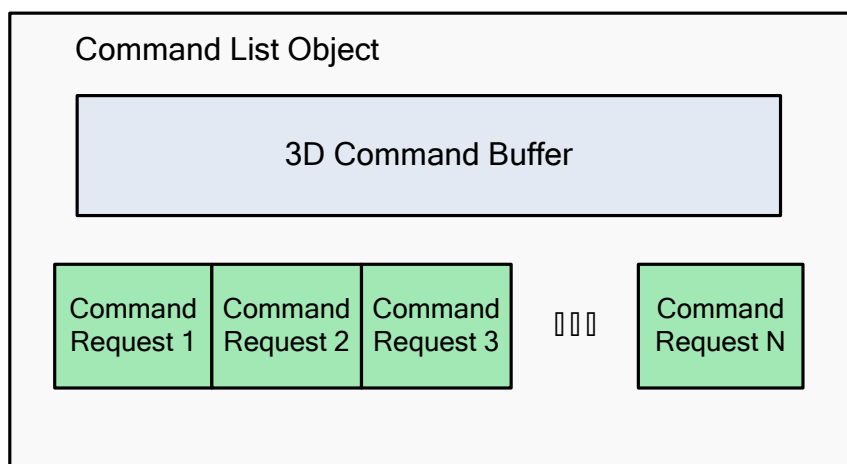 Command List Object
3D Command Buffer
Command
Request 1
Command
Request 2
Command
Request 3
Command
Request N